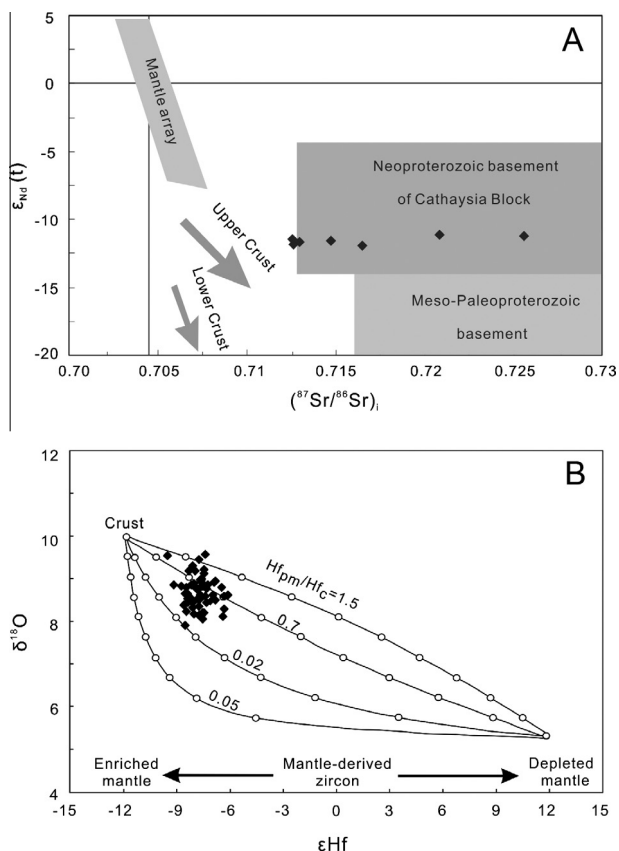 A
5
0
-5
-10
-15
-20
εNd (t)
Mantle array
Neoproterozoic basement
of Cathaysia Block
Upper Crust
Lower Crust
Meso-Paleoproterozoic
basement
0.70
0.705
0.71
0.715
0.72
0.725
0.73
(⁸⁷Sr/⁸⁶Sr)i
B
12
10
8
6
4
δ¹⁸O
Crust
Hfpm/Hfc=1.5
0.7
0.02
0.05
Enriched
mantle
Mantle-derived
zircon
Depleted
mantle
-15
-12
-9
-6
-3
0
3
6
9
12
15
εHf